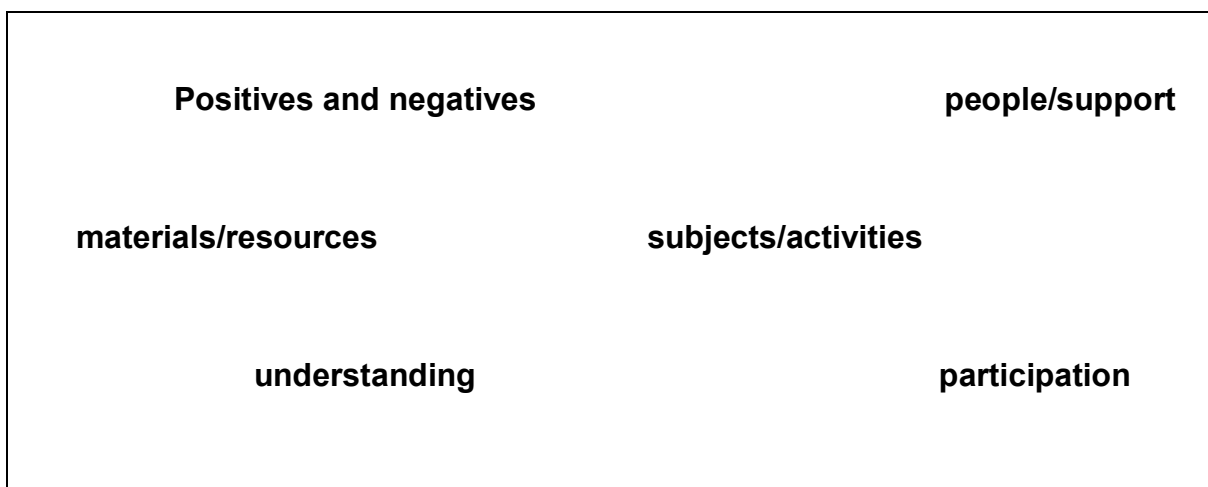 Positives and negatives people/support
materials/resources subjects/activities
understanding participation